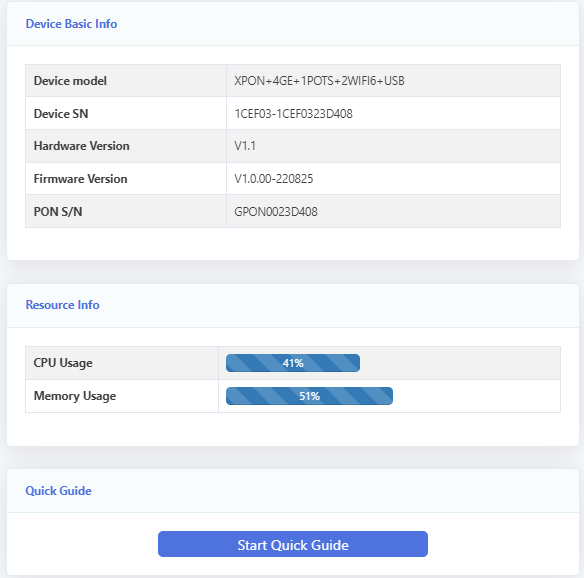 Device Basic Info
Device model XPON+4GE+1POTS+2WIFI6+USB
Device SN 1CEF03-1CEF0323D408
Hardware Version V1.1
Firmware Version V1.0.00-220825
PON S/N GPON0023D408
Resource Info
CPU Usage 41%
Memory Usage 51%
Quick Guide
Start Quick Guide